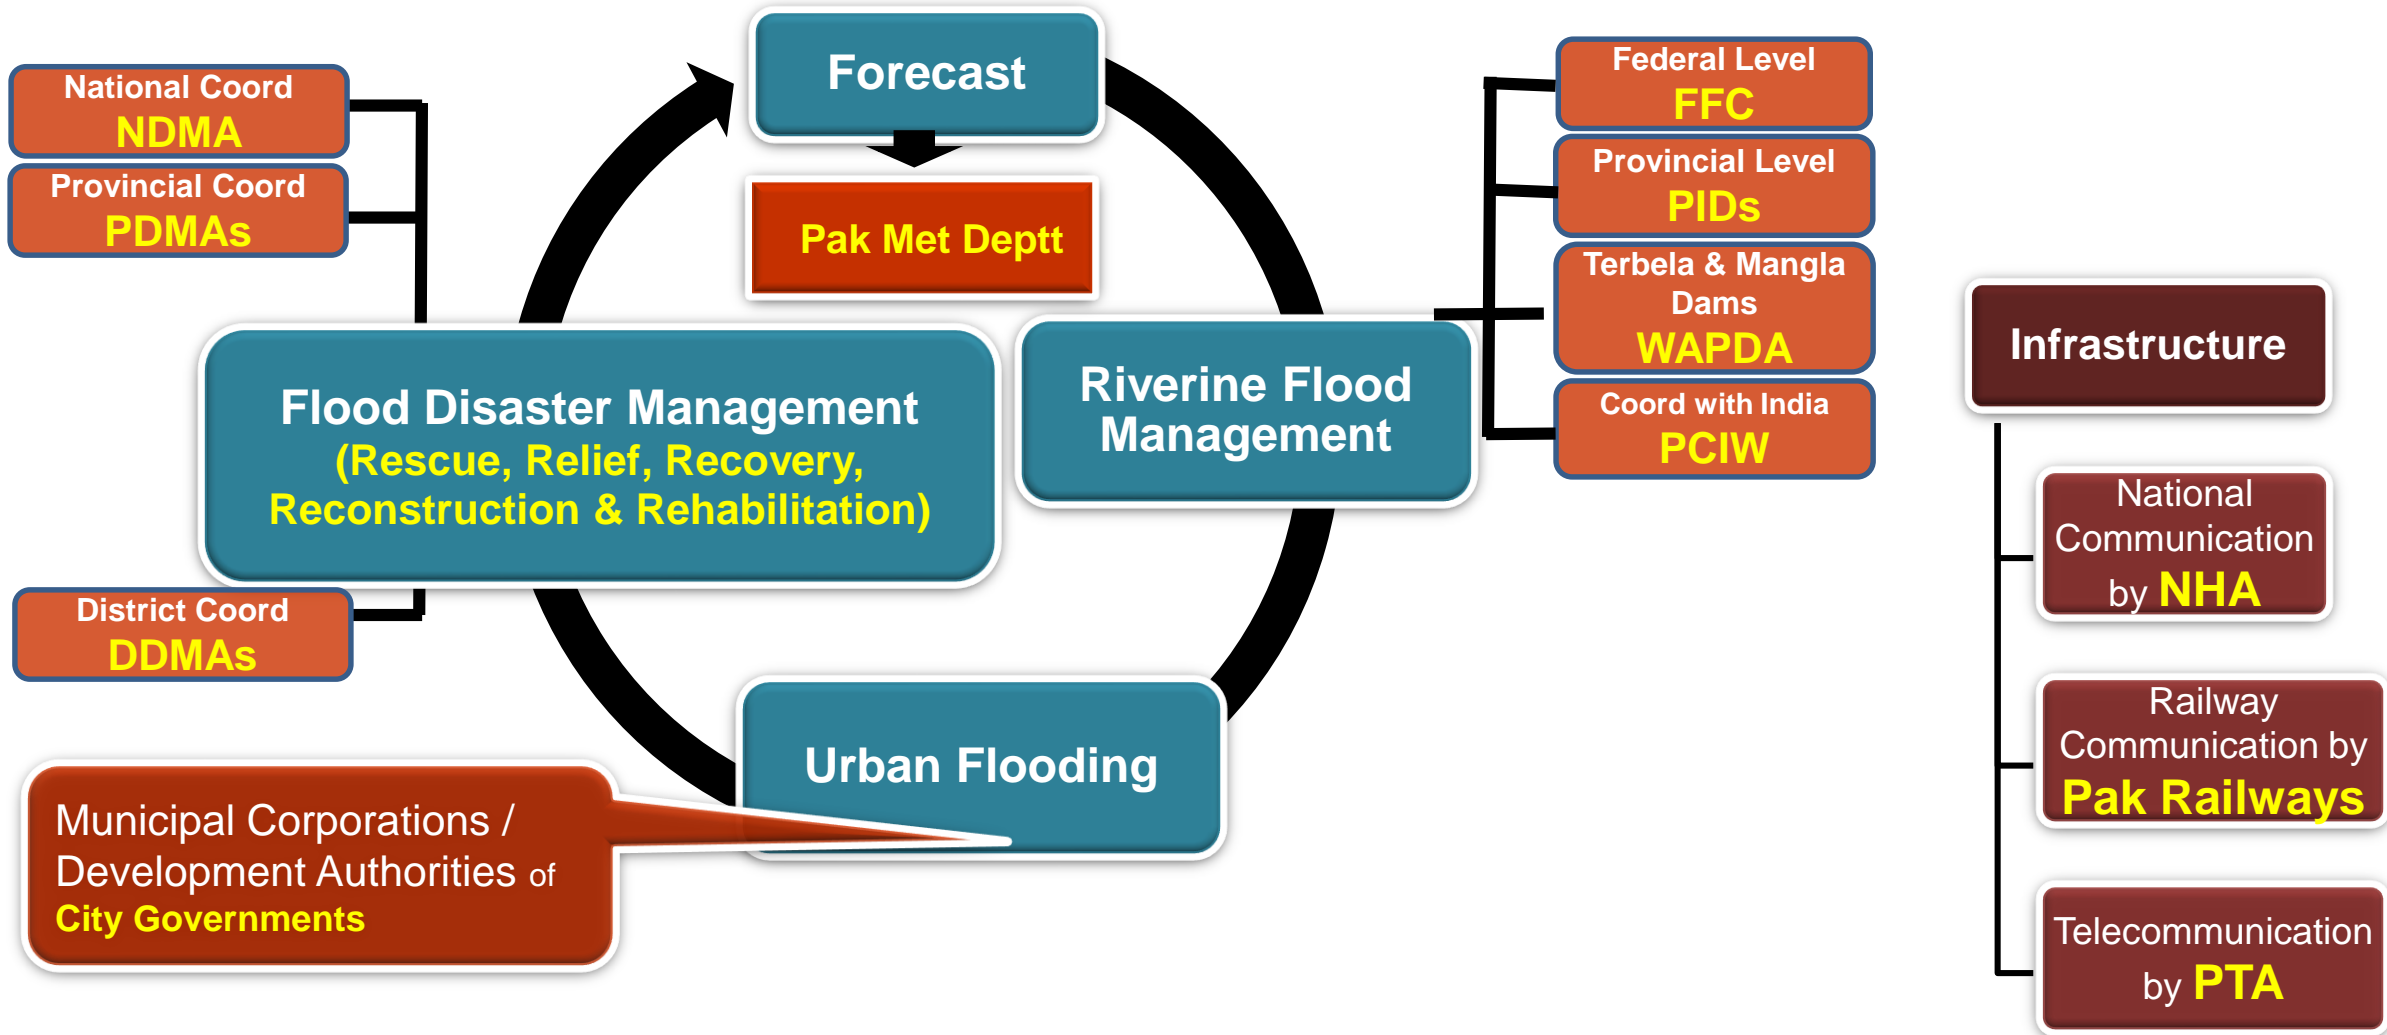 Forecast
Pak Met Deptt
National Coord
NDMA
Provincial Coord
PDMAs
Flood Disaster Management
(Rescue, Relief, Recovery,
Reconstruction & Rehabilitation)
District Coord
DDMAs
Riverine Flood
Management
Federal Level
FFC
Provincial Level
PIDs
Terbela & Mangla
Dams
WAPDA
Coord with India
PCIW
Urban Flooding
Municipal Corporations /
Development Authorities of
City Governments
Infrastructure
National
Communication
by NHA
Railway
Communication by
Pak Railways
Telecommunication
by PTA